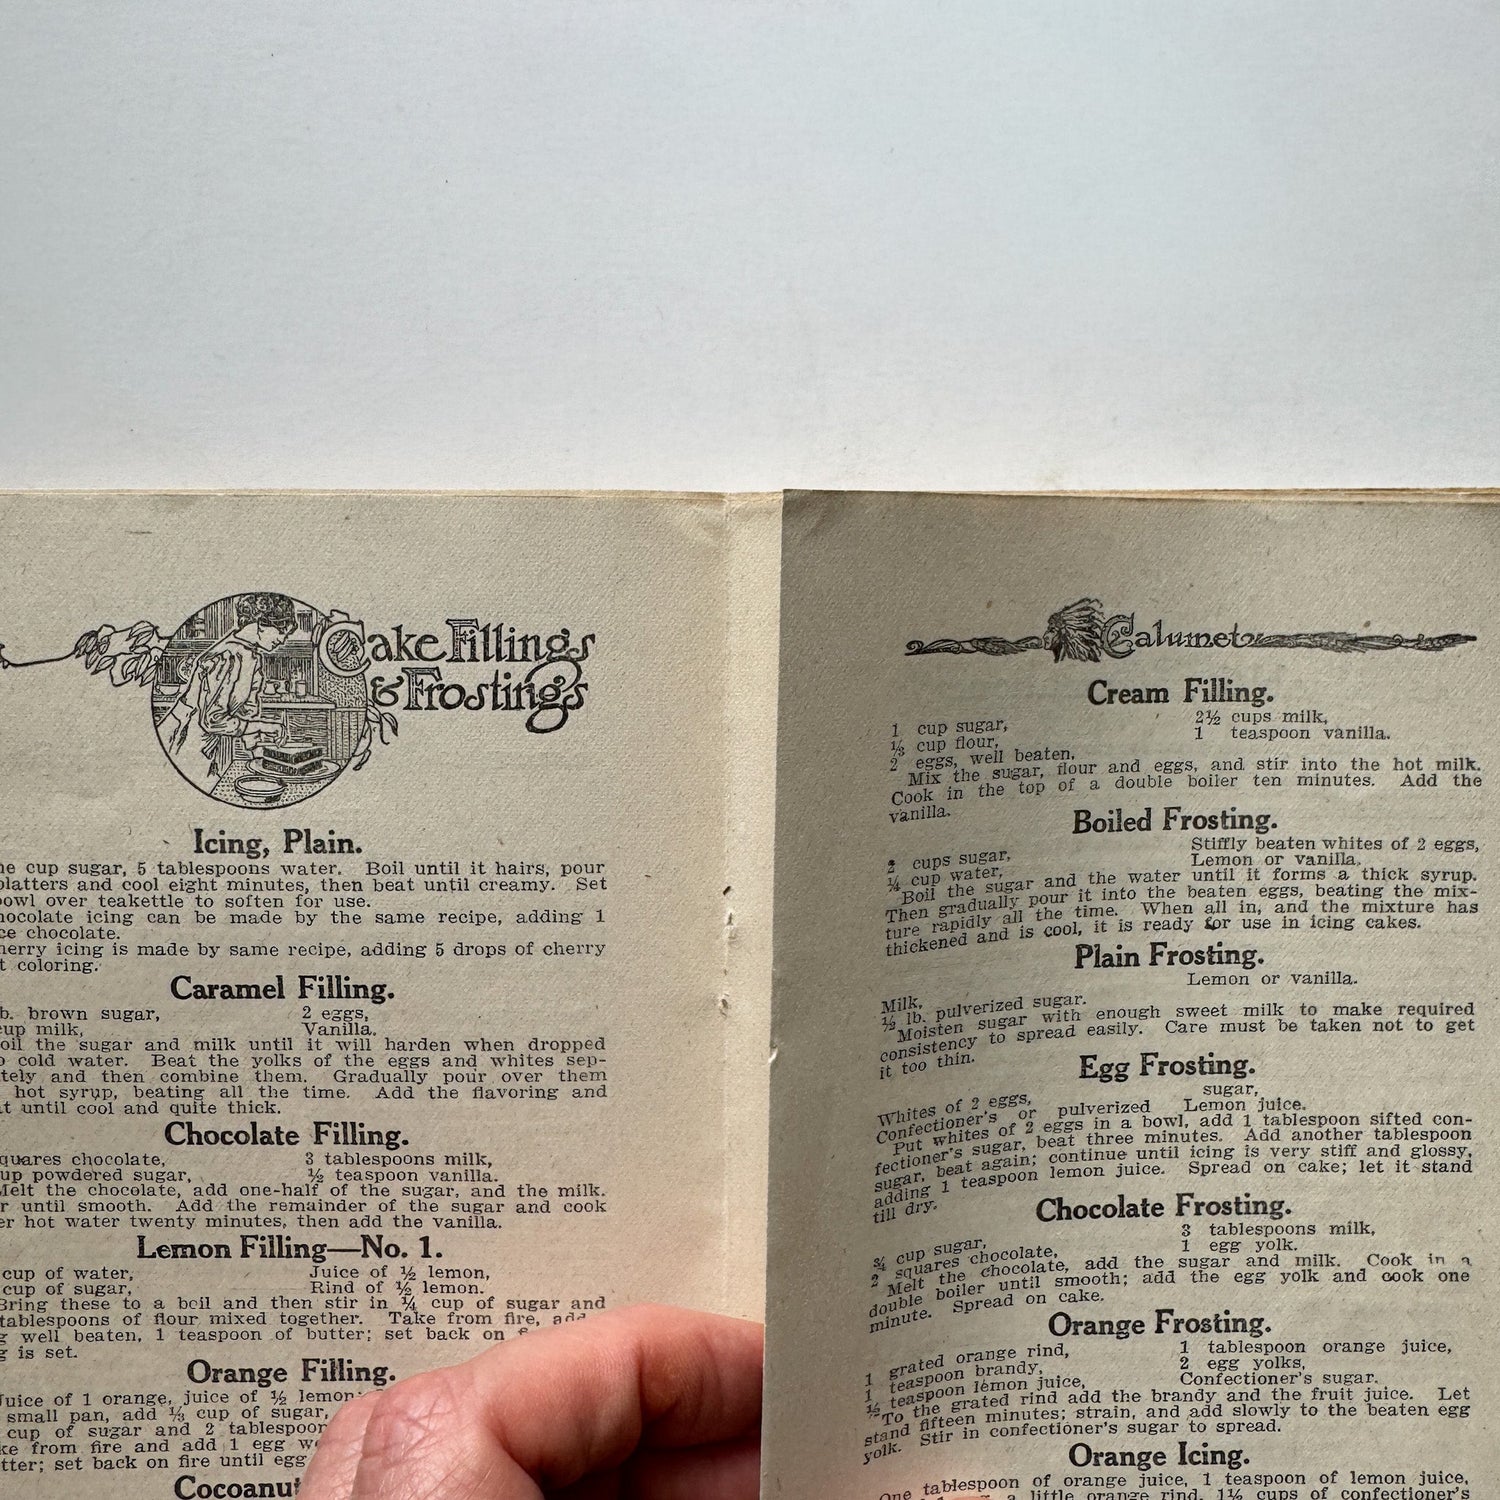 Cake Fillings
& Frostings
Icing, Plain.
cup sugar, 5 tablespoons water. Boil until it hairs, pour
platters and cool eight minutes, then beat until creamy. Set
bowl over teakettle to soften for use.
hocolate icing can be made by the same recipe, adding 1
ce chocolate.
herry icing is made by same recipe, adding 5 drops of cherry
t coloring.
Caramel Filling.
lb. brown sugar, 2 eggs,
cup milk, Vanilla.
oil the sugar and milk until it will harden when dropped
cold water. Beat the yolks of the eggs and whites sep-
tely and then combine them. Gradually pour over them
hot syrup, beating all the time. Add the flavoring and
t until cool and quite thick.
Chocolate Filling.
quares chocolate, 3 tablespoons milk,
up powdered sugar, ½ teaspoon vanilla.
Melt the chocolate, add one-half of the sugar, and the milk.
r until smooth. Add the remainder of the sugar and cook
er hot water twenty minutes, then add the vanilla.
Lemon Filling—No. 1.
cup of water, Juice of ½ lemon,
cup of sugar, Rind of ½ lemon.
Bring these to a boil and then stir in ¼ cup of sugar and
tablespoons of flour mixed together. Take from fire, add
g well beaten, 1 teaspoon of butter; set back on
g is set.
Orange Filling.
Juice of 1 orange, juice of ½ lemon;
small pan, add ⅓ cup of sugar,
cup of sugar and 2 tablespoon
ke from fire and add 1 egg we
tter; set back on fire until egg
Cocoanut
Calumet
Cream Filling.
1 cup sugar, 2½ cups milk,
⅓ cup flour, 1 teaspoon vanilla.
2 eggs, well beaten,
Mix the sugar, flour and eggs, and stir into the hot milk.
Cook in the top of a double boiler ten minutes. Add the
vanilla.
Boiled Frosting.
2 cups sugar, Stiffly beaten whites of 2 eggs,
¼ cup water, Lemon or vanilla.
Boil the sugar and the water until it forms a thick syrup.
Then gradually pour it into the beaten eggs, beating the mix-
ture rapidly all the time. When all in, and the mixture has
thickened and is cool, it is ready for use in icing cakes.
Plain Frosting.
Milk, Lemon or vanilla.
½ lb. pulverized sugar.
Moisten sugar with enough sweet milk to make required
consistency to spread easily. Care must be taken not to get
it too thin.
Egg Frosting.
Whites of 2 eggs, sugar,
Confectioner's or pulverized Lemon juice.
Put whites of 2 eggs in a bowl, add 1 tablespoon sifted con-
fectioner's sugar, beat three minutes. Add another tablespoon
sugar, beat again; continue until icing is very stiff and glossy,
adding 1 teaspoon lemon juice. Spread on cake; let it stand
till dry.
Chocolate Frosting.
¾ cup sugar, 3 tablespoons milk,
2 squares chocolate, 1 egg yolk.
Melt the chocolate, add the sugar and milk. Cook in a
double boiler until smooth; add the egg yolk and cook one
minute. Spread on cake.
Orange Frosting.
1 grated orange rind, 1 tablespoon orange juice,
1 teaspoon brandy, 2 egg yolks,
½ teaspoon lemon juice, Confectioner's sugar.
To the grated rind add the brandy and the fruit juice. Let
stand fifteen minutes; strain, and add slowly to the beaten egg
yolk. Stir in confectioner's sugar to spread.
Orange Icing.
One tablespoon of orange juice, 1 teaspoon of lemon juice,
a little orange rind, 1½ cups of confectioner's